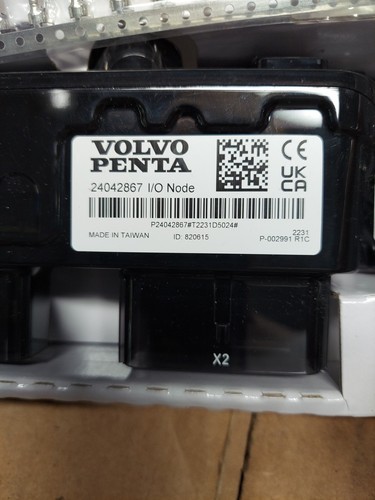 VOLVO
PENTA
24042867 I/O Node
CE
UK
CA
P24042867#T2231D5024#
MADE IN TAIWAN ID: 820615
2231
P-002991 R1C
X2